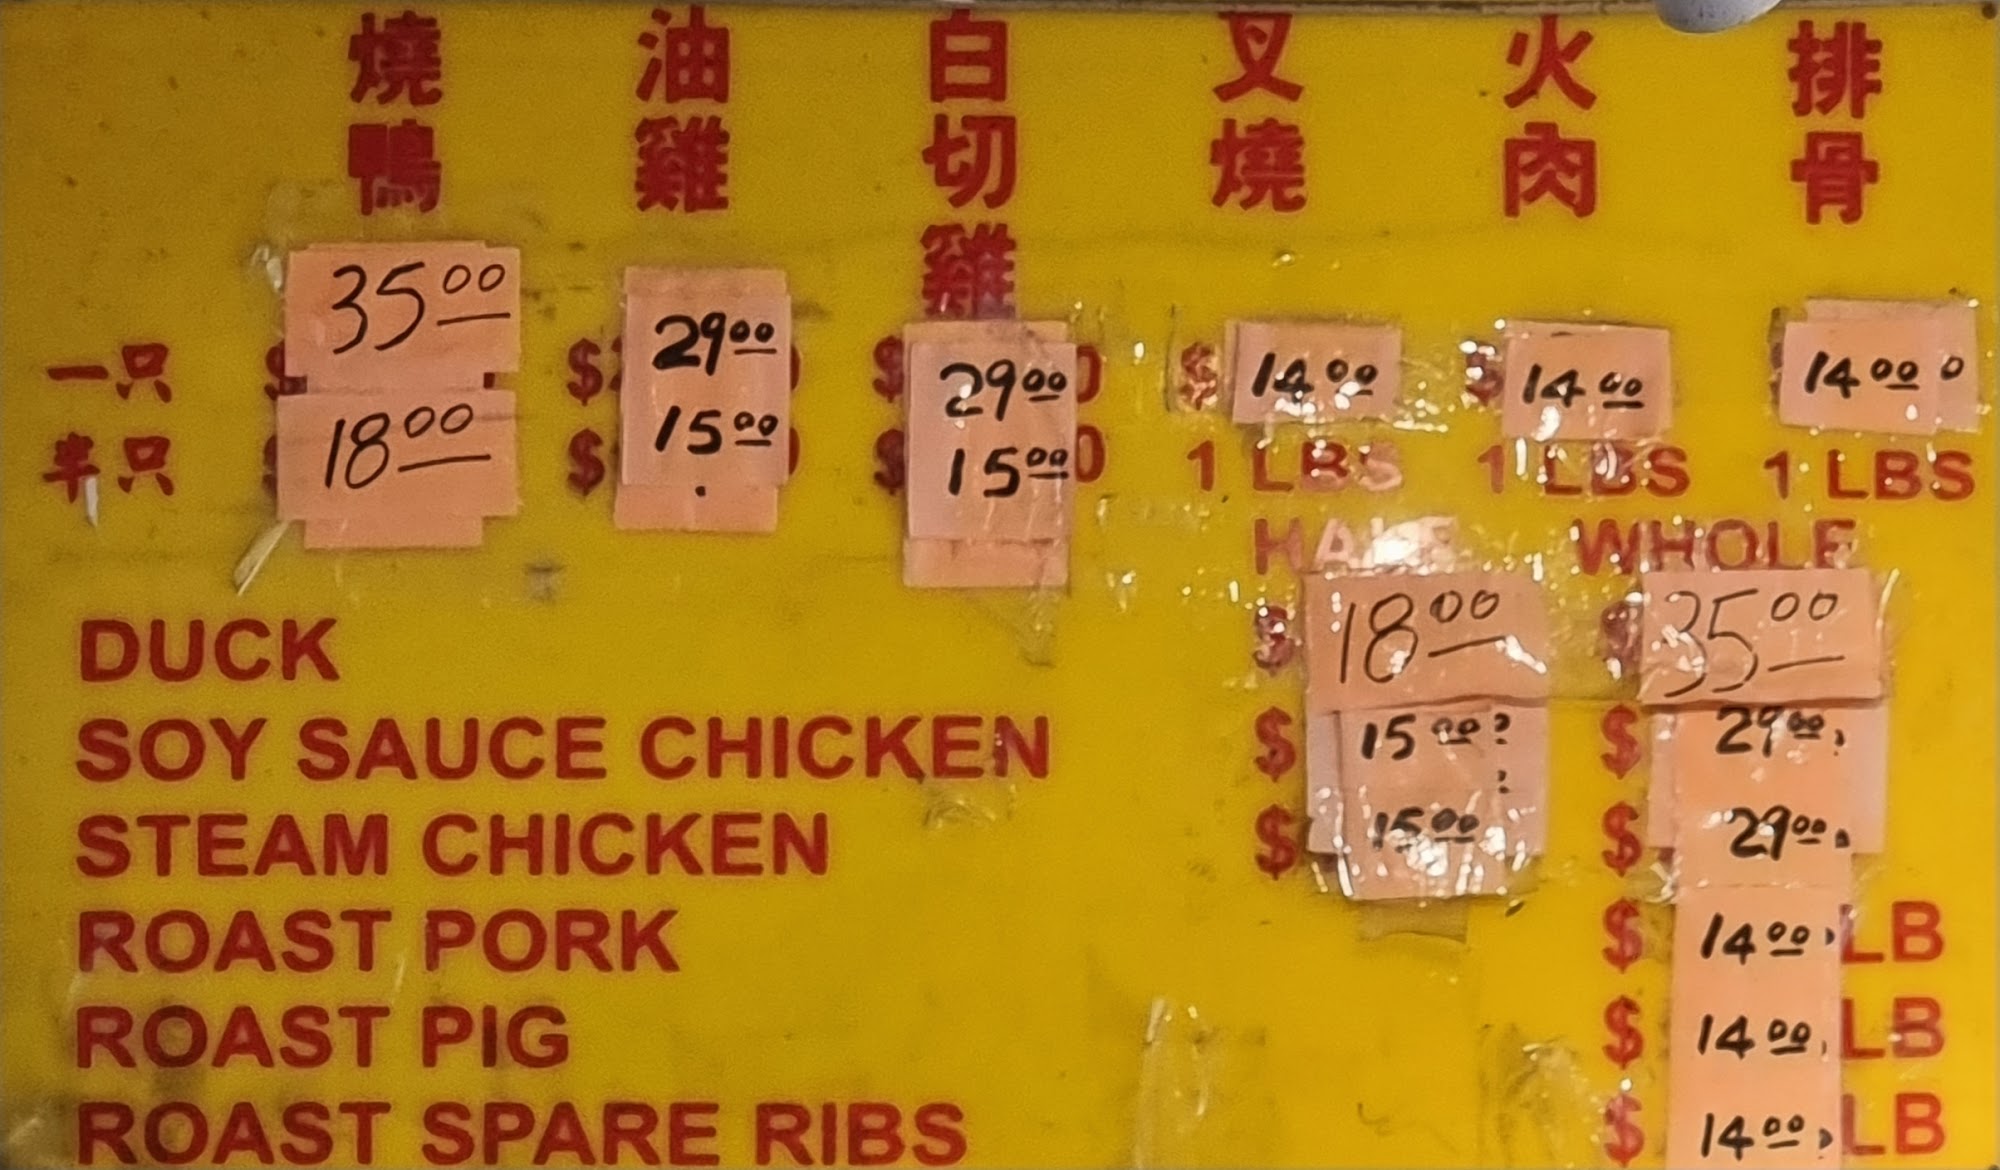 燒鴨 油雞 白切雞 叉燒 火肉 排骨
一只 35.00 $ 29.00 $ 29.00 $ 14.00 $ 14.00 14.00
半只 18.00 $ 15.00 $ 15.00 1 LBS 1 LBS 1 LBS
HALF WHOLE
DUCK $ 18.00 $ 35.00
SOY SAUCE CHICKEN $ 15.00 $ 29.00
STEAM CHICKEN $ 15.00 $ 29.00
ROAST PORK $ 14.00 LB
ROAST PIG $ 14.00 LB
ROAST SPARE RIBS $ 14.00 LB